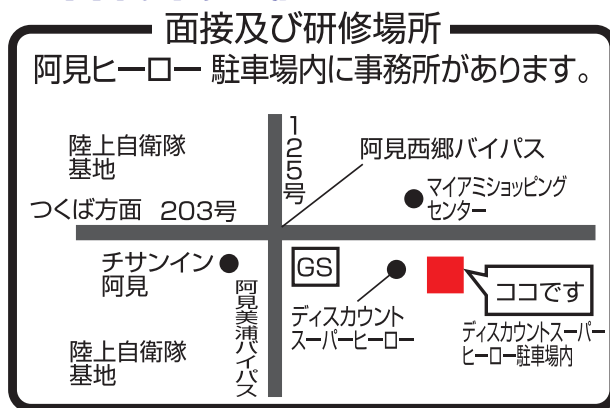 面接及び研修場所
阿見ヒーロー 駐車場内に事務所があります。
陸上自衛隊
基地
125号
阿見西郷バイパス
マイアミショッピング
センター
つくば方面 203号
チサンイン
阿見
GS
ココです
阿見美浦バイパス
ディスカウント
スーパーヒーロー
ディスカウントスーパー
ヒーロー駐車場内
陸上自衛隊
基地